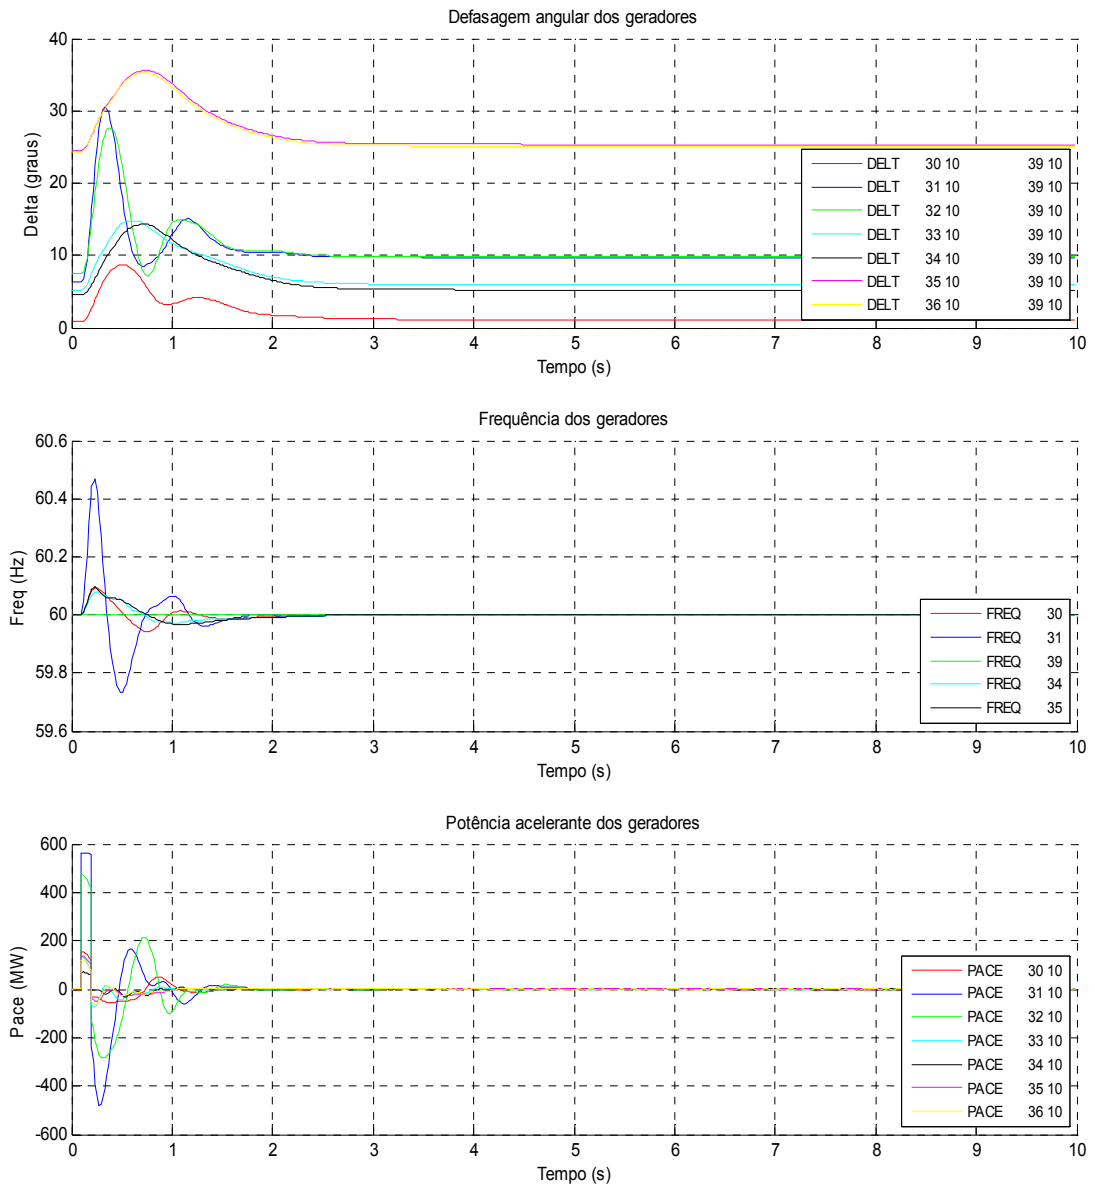 Defasagem angular dos geradores
40
30
20
10
0
Delta (graus)
DELT 30 10 39 10
DELT 31 10 39 10
DELT 32 10 39 10
DELT 33 10 39 10
DELT 34 10 39 10
DELT 35 10 39 10
DELT 36 10 39 10
0 1 2 3 4 5 6 7 8 9 10
Tempo (s)
Frequência dos geradores
60.6
60.4
60.2
60
59.8
59.6
Freq (Hz)
FREQ 30
FREQ 31
FREQ 39
FREQ 34
FREQ 35
0 1 2 3 4 5 6 7 8 9 10
Tempo (s)
Potência acelerante dos geradores
600
400
200
0
-200
-400
-600
Pace (MW)
PACE 30 10
PACE 31 10
PACE 32 10
PACE 33 10
PACE 34 10
PACE 35 10
PACE 36 10
0 1 2 3 4 5 6 7 8 9 10
Tempo (s)